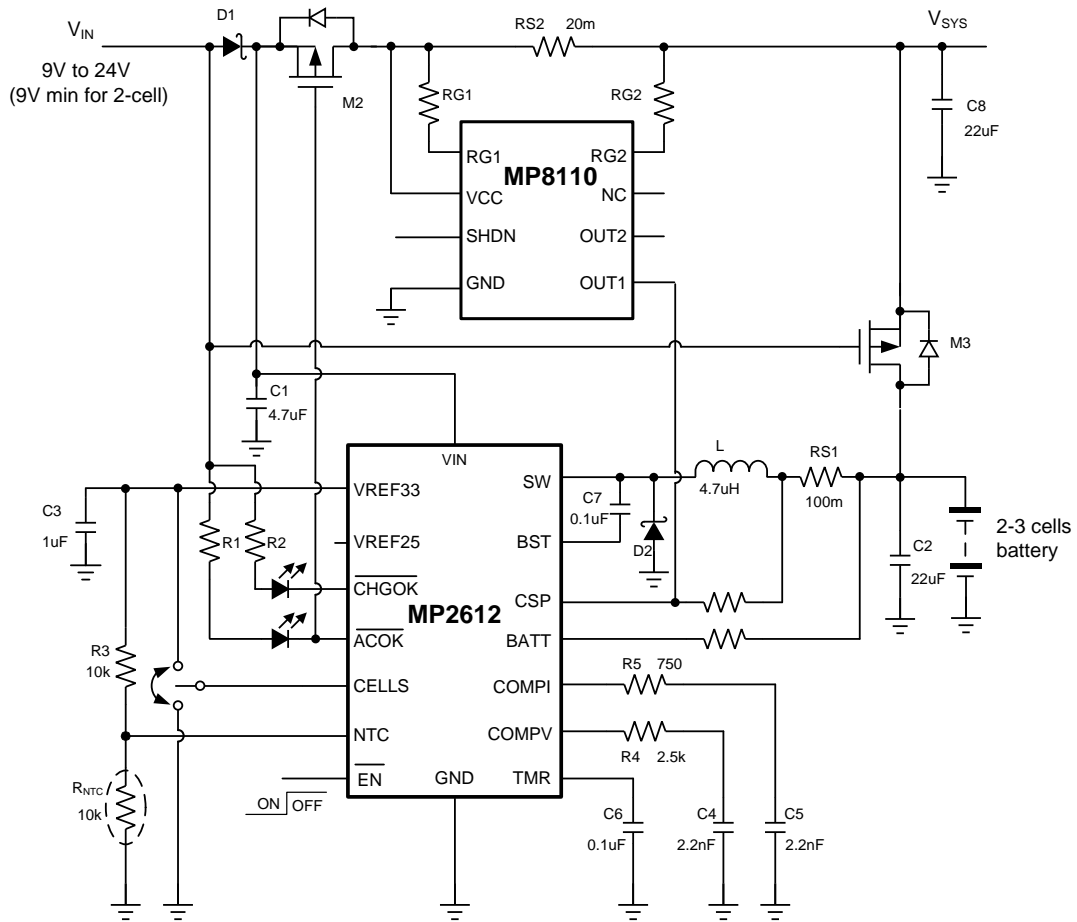 D1
RS2 20m
VIN
VSYS
9V to 24V
(9V min for 2-cell)
M2
RG1
RG2
C8
22uF
RG1
RG2
MP8110
VCC
NC
SHDN
OUT2
GND
OUT1
M3
C1
4.7uF
VIN
L
4.7uH
RS1
100m
VREF33
SW
C7
0.1uF
C3
1uF
R1
R2
VREF25
BST
D2
2-3 cells
battery
C2
22uF
CHGOK
CSP
MP2612
ACOK
BATT
R3
10k
CELLS
COMPI
R5 750
NTC
COMPV
R4 2.5k
RNTC
10k
EN
GND
TMR
ON OFF
C6
0.1uF
C4
2.2nF
C5
2.2nF